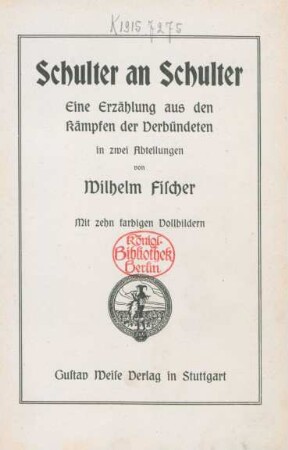 K 1915 7275
Schulter an Schulter
Eine Erzählung aus den
Kämpfen der Verbündeten
in zwei Abteilungen
von
Wilhelm Fischer
Mit zehn farbigen Vollbildern
Königl.
Bibliothek
Berlin
Gustav Weise Verlag in Stuttgart